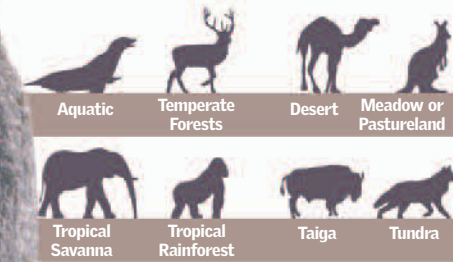 Aquatic
Temperate
Forests
Desert
Meadow or
Pastureland
Tropical
Savanna
Tropical
Rainforest
Taiga
Tundra